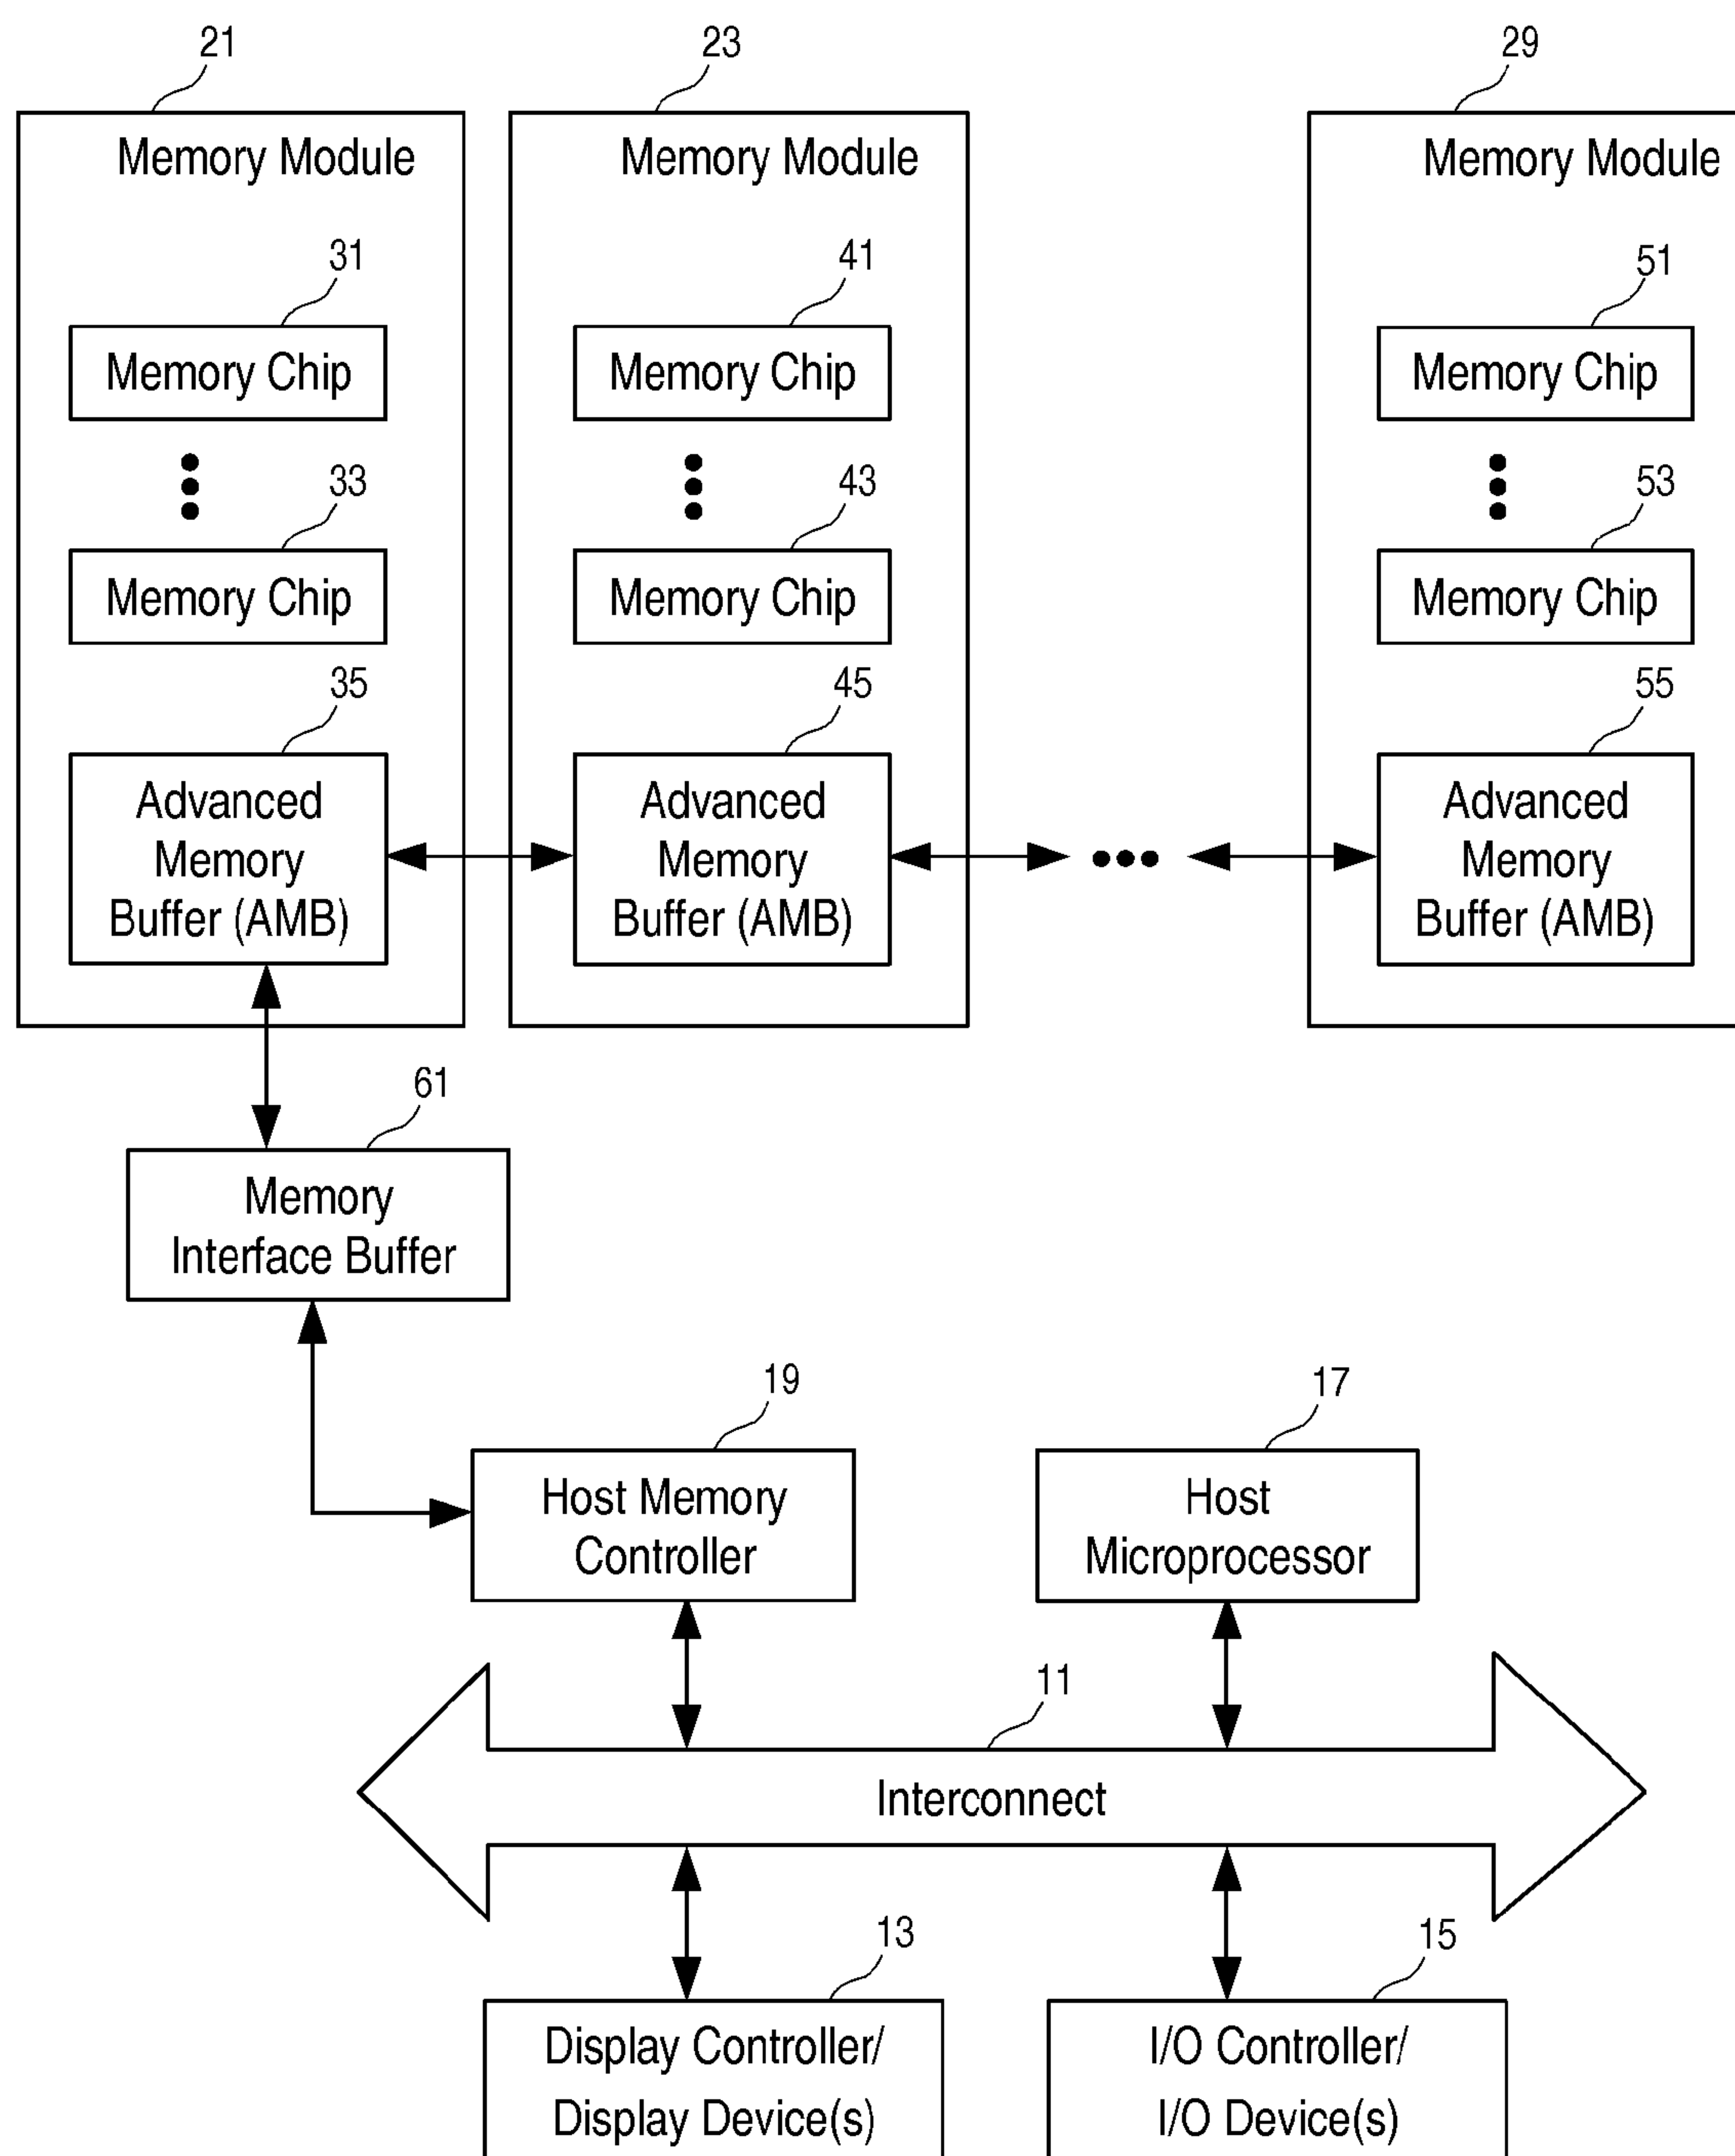 21
23
29
Memory Module
Memory Module
Memory Module
31
41
51
Memory Chip
Memory Chip
Memory Chip
33
43
53
Memory Chip
Memory Chip
Memory Chip
35
45
55
Advanced
Memory
Buffer (AMB)
Advanced
Memory
Buffer (AMB)
Advanced
Memory
Buffer (AMB)
61
Memory
Interface Buffer
19
17
Host Memory
Controller
Host
Microprocessor
11
Interconnect
13
15
Display Controller/
Display Device(s)
I/O Controller/
I/O Device(s)